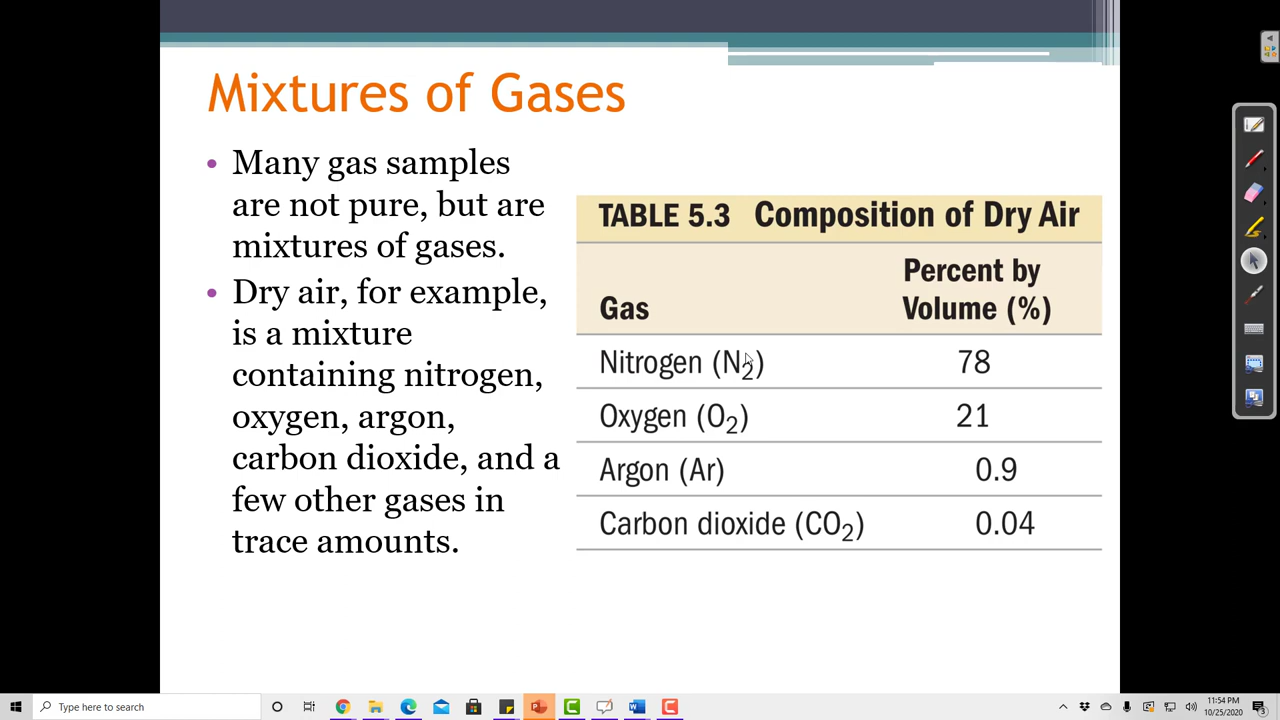 Mixtures of Gases
• Many gas samples
are not pure, but are
mixtures of gases.
• Dry air, for example,
is a mixture
containing nitrogen,
oxygen, argon,
carbon dioxide, and a
few other gases in
trace amounts.
TABLE 5.3 Composition of Dry Air
Percent by
Gas Volume (%)
Nitrogen (N₂) 78
Oxygen (O₂) 21
Argon (Ar) 0.9
Carbon dioxide (CO₂) 0.04
Type here to search
11:54 PM
10/25/2020